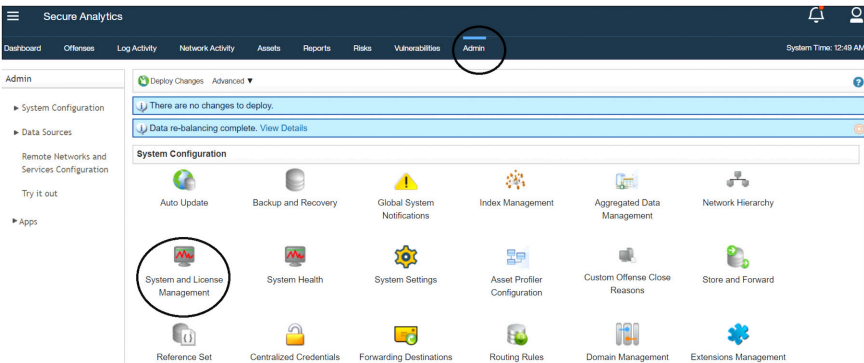 Secure Analytics
Dashboard Offenses Log Activity Network Activity Assets Reports Risks Vulnerabilities Admin System Time: 12:49 AM
Admin
Deploy Changes Advanced ▼
There are no changes to deploy.
System Configuration
Data re-balancing complete. View Details
Data Sources
System Configuration
Remote Networks and
Services Configuration
Try it out
Auto Update Backup and Recovery Global System Index Management Aggregated Data Network Hierarchy
Notifications Management
Apps
System and License System Health System Settings Asset Profiler Custom Offense Close Store and Forward
Management Configuration Reasons
Reference Set Centralized Credentials Forwarding Destinations Routing Rules Domain Management Extensions Management